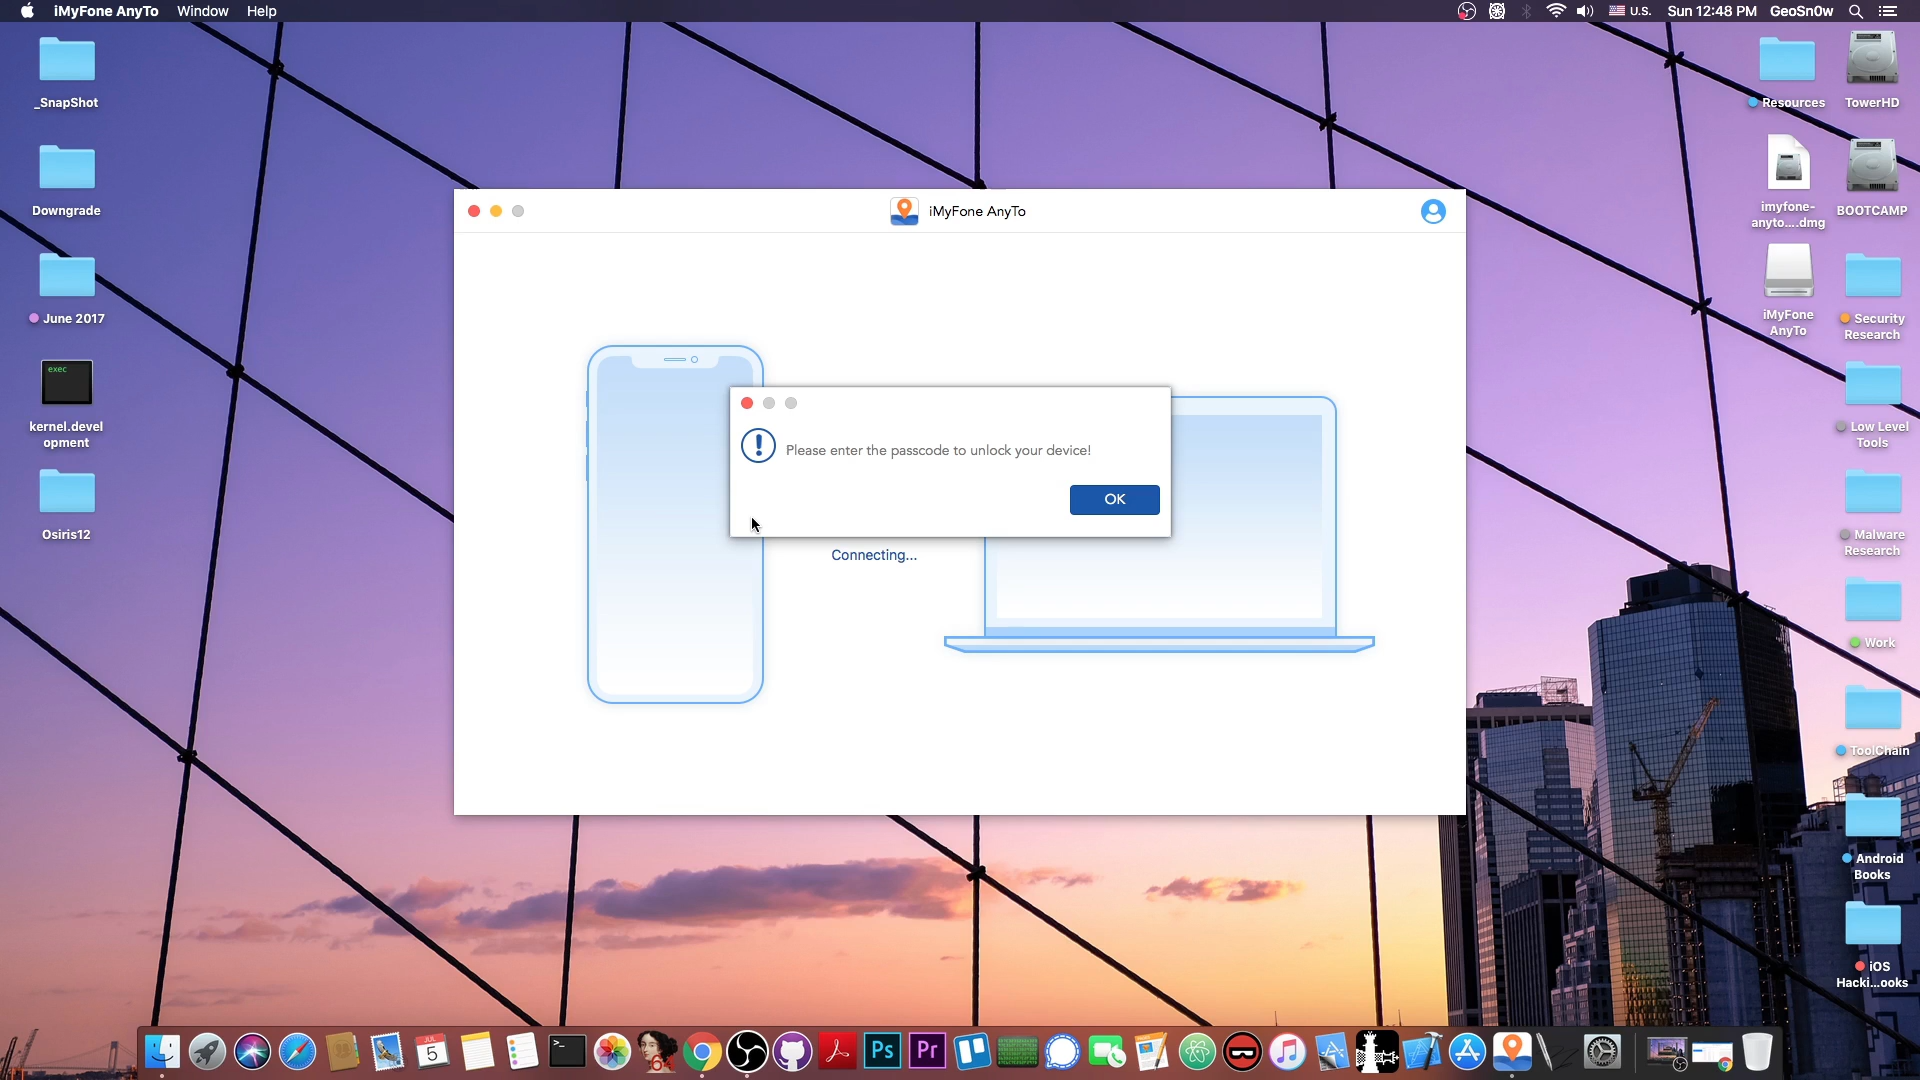 iMyFone AnyTo
Window
Help
U.S.
Sun 12:48 PM
GeoSn0w
_SnapShot
Downgrade
June 2017
exec
kernel.devel
opment
Osiris12
iMyFone AnyTo
Please enter the passcode to unlock your device!
OK
Connecting...
Resources
TowerHD
imyfone-
anyto....dmg
BOOTCAMP
iMyFone
AnyTo
Security
Research
Low Level
Tools
Malware
Research
Work
ToolChain
Android
Books
iOS
Hacki...ooks
JUL
5
Ps
Pr